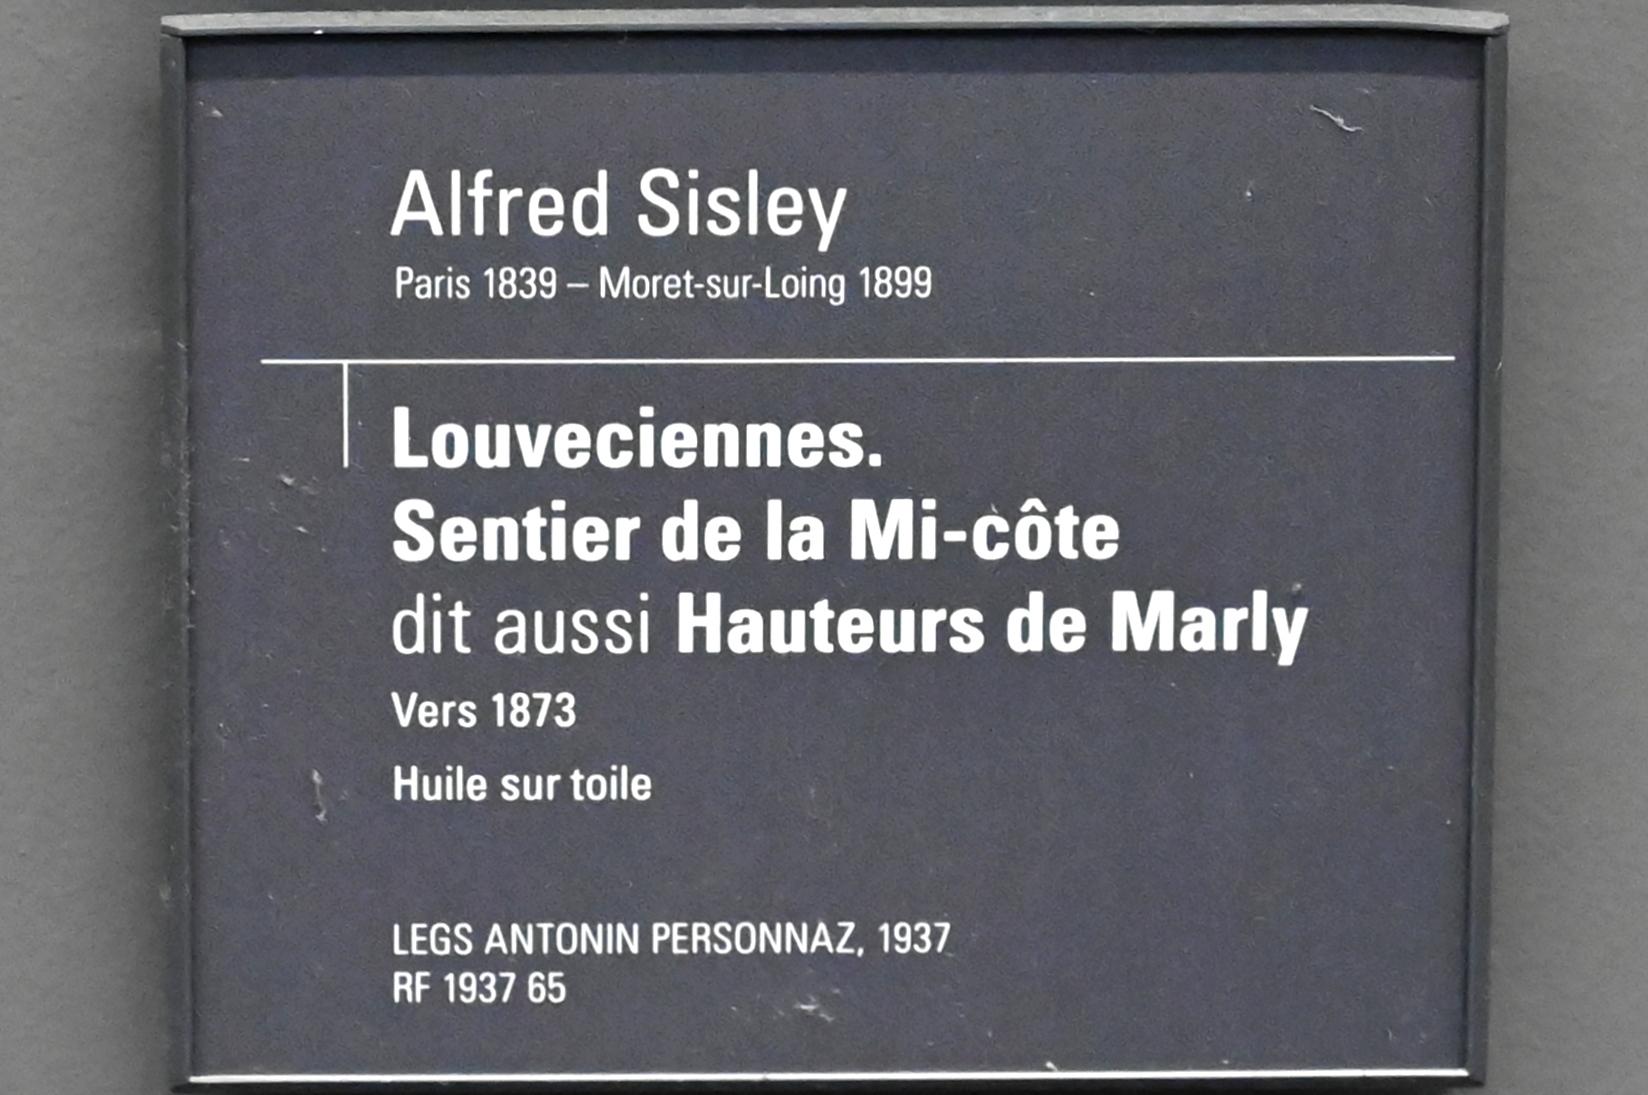 Alfred Sisley
Paris 1839 – Moret-sur-Loing 1899
Louveciennes.
Sentier de la Mi-côte
dit aussi Hauteurs de Marly
Vers 1873
Huile sur toile
LEGS ANTONIN PERSONNAZ, 1937
RF 1937 65